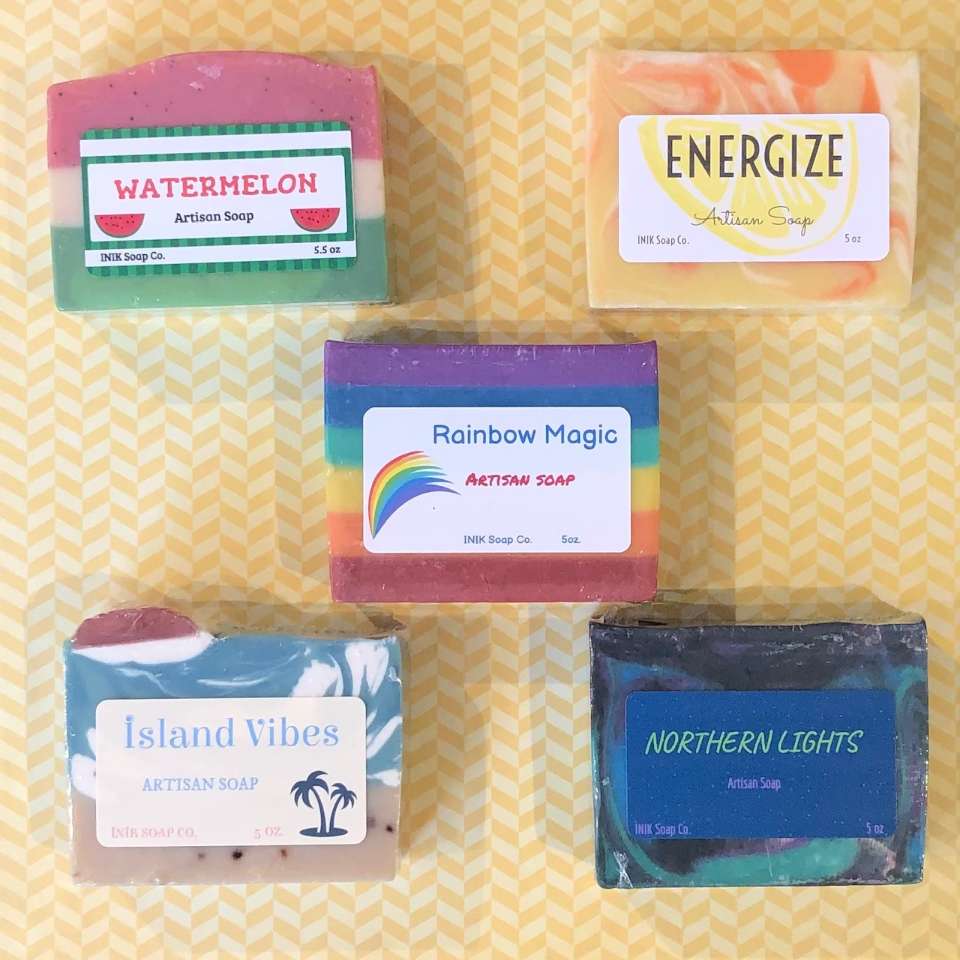 WATERMELON
Artisan Soap
INIK Soap Co. 5.5 oz
ENERGIZE
Artisan Soap
INIK Soap Co. 5 oz
Rainbow Magic
ARTISAN SOAP
INIK Soap Co. 5oz.
Island Vibes
ARTISAN SOAP
INIK SOAP CO. 5 OZ.
NORTHERN LIGHTS
Artisan Soap
INIK Soap Co. 5 oz